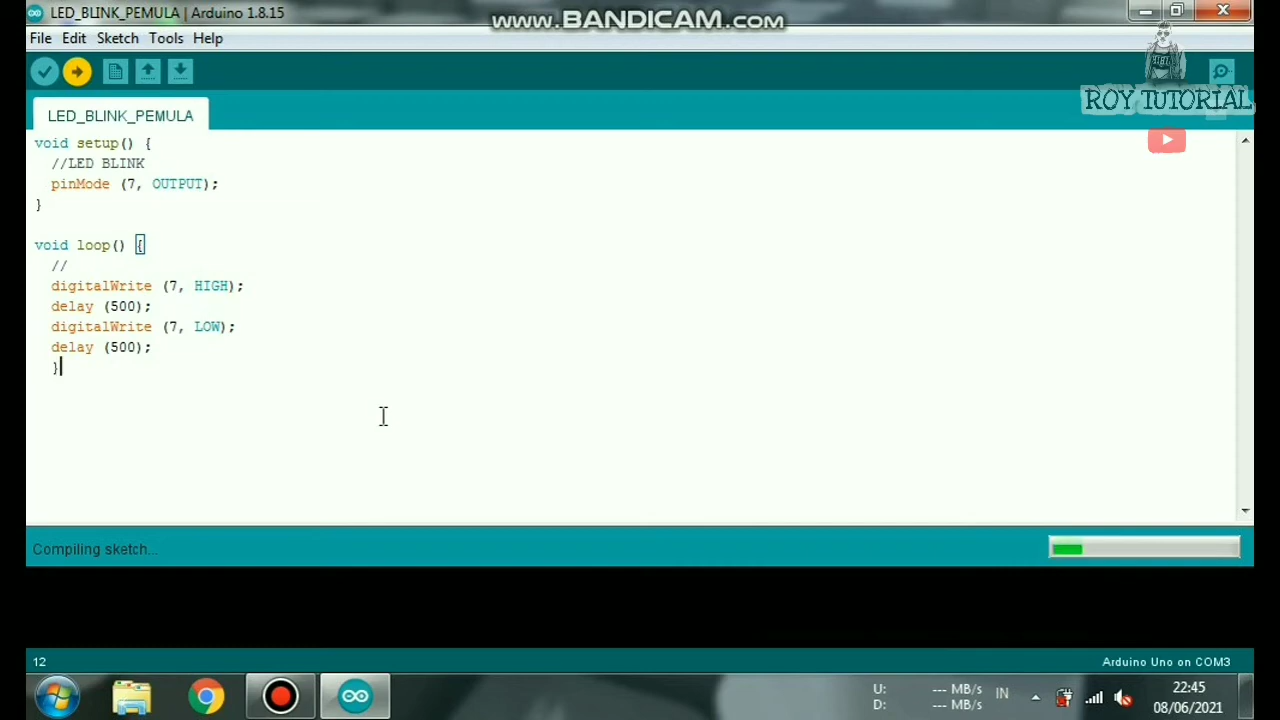 LED_BLINK_PEMULA | Arduino 1.8.15
www.BANDICAM.com
File Edit Sketch Tools Help
ROY TUTORIAL
LED_BLINK_PEMULA
void setup() {
//LED BLINK
pinMode (7, OUTPUT);
}
void loop() {
//
digitalWrite (7, HIGH);
delay (500);
digitalWrite (7, LOW);
delay (500);
}
Compiling sketch...
12
Arduino Uno on COM3
U: --- MB/s
D: --- MB/s
IN
22:45
08/06/2021